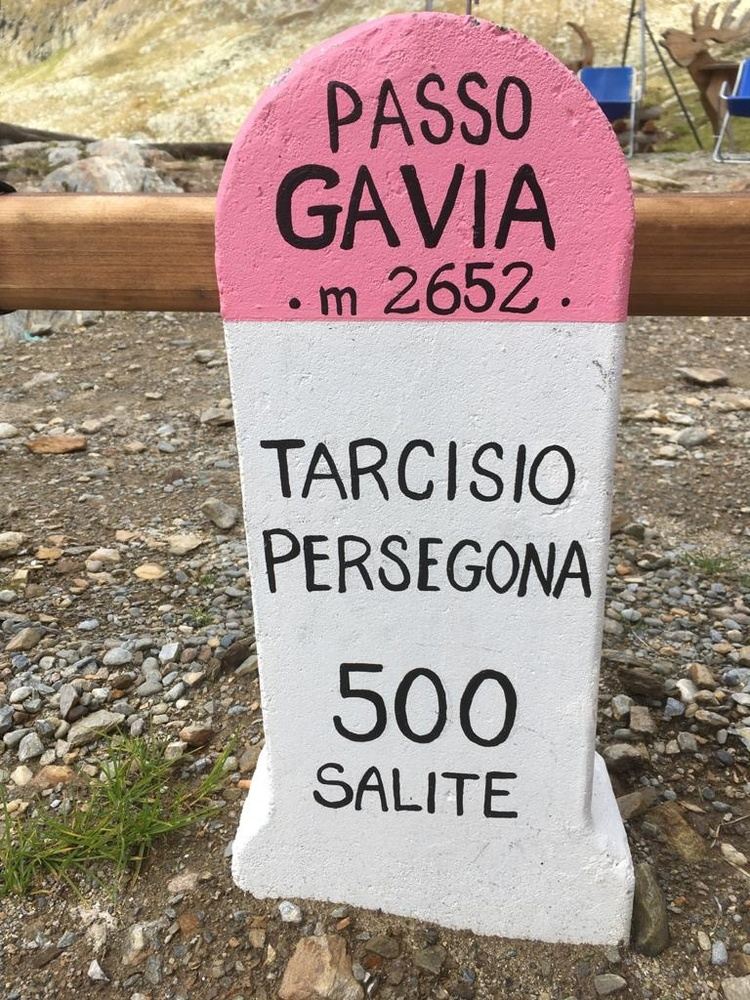 PASSO
GAVIA
· m 2652 ·
TARCISIO
PERSEGONA
500
SALITE